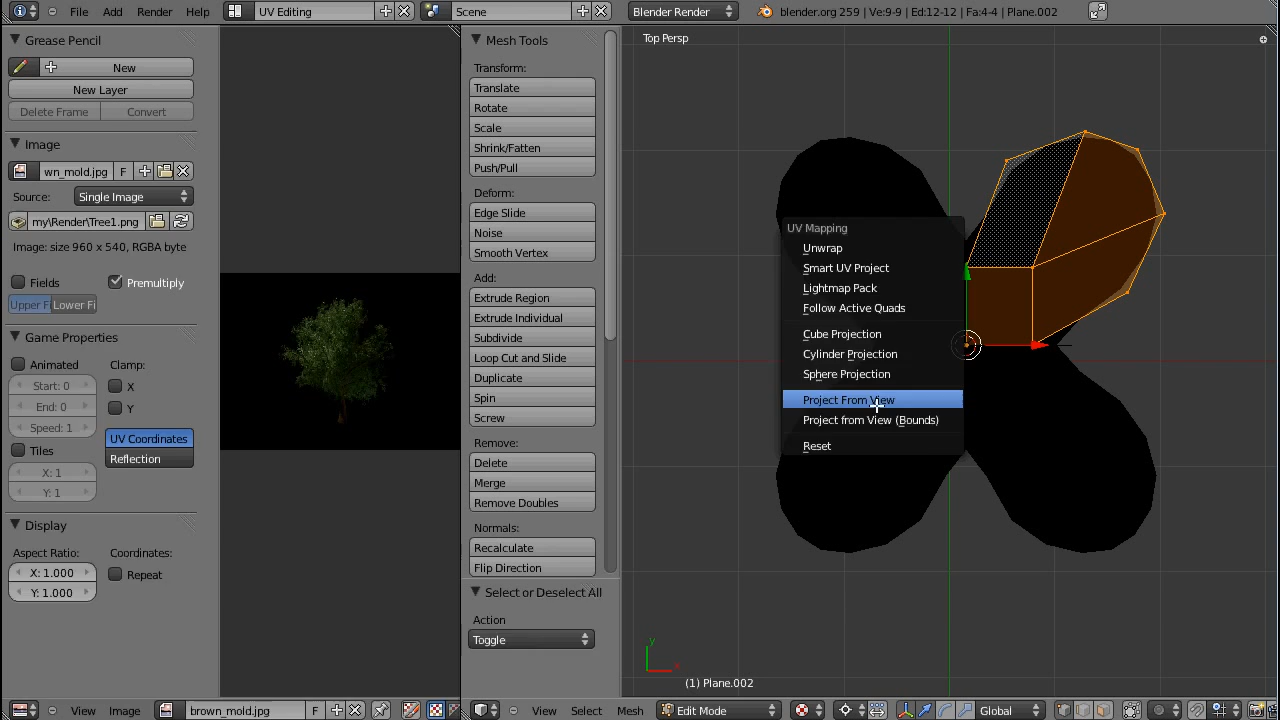 File Add Render Help UV Editing Scene Blender Render blender.org 259 | Ve:9-9 | Ed:12-12 | Fa:4-4 | Plane.002
Grease Pencil
New
New Layer
Delete Frame Convert
Image
wn_mold.jpg F
Source: Single Image
my\Render\Tree1.png
Image: size 960 x 540, RGBA byte
Fields Premultiply
Upper Fi Lower Fi
Game Properties
Animated Clamp:
Start: 0 X
End: 0 Y
Speed: 1
UV Coordinates
Tiles Reflection
X: 1
Y: 1
Display
Aspect Ratio: Coordinates:
X: 1.000 Repeat
Y: 1.000
View Image brown_mold.jpg F
Mesh Tools
Transform:
Translate
Rotate
Scale
Shrink/Fatten
Push/Pull
Deform:
Edge Slide
Noise
Smooth Vertex
Add:
Extrude Region
Extrude Individual
Subdivide
Loop Cut and Slide
Duplicate
Spin
Screw
Remove:
Delete
Merge
Remove Doubles
Normals:
Recalculate
Flip Direction
Select or Deselect All
Action
Toggle
Top Persp
UV Mapping
Unwrap
Smart UV Project
Lightmap Pack
Follow Active Quads
Cube Projection
Cylinder Projection
Sphere Projection
Project From View
Project from View (Bounds)
Reset
y
x
(1) Plane.002
View Select Mesh Edit Mode Global